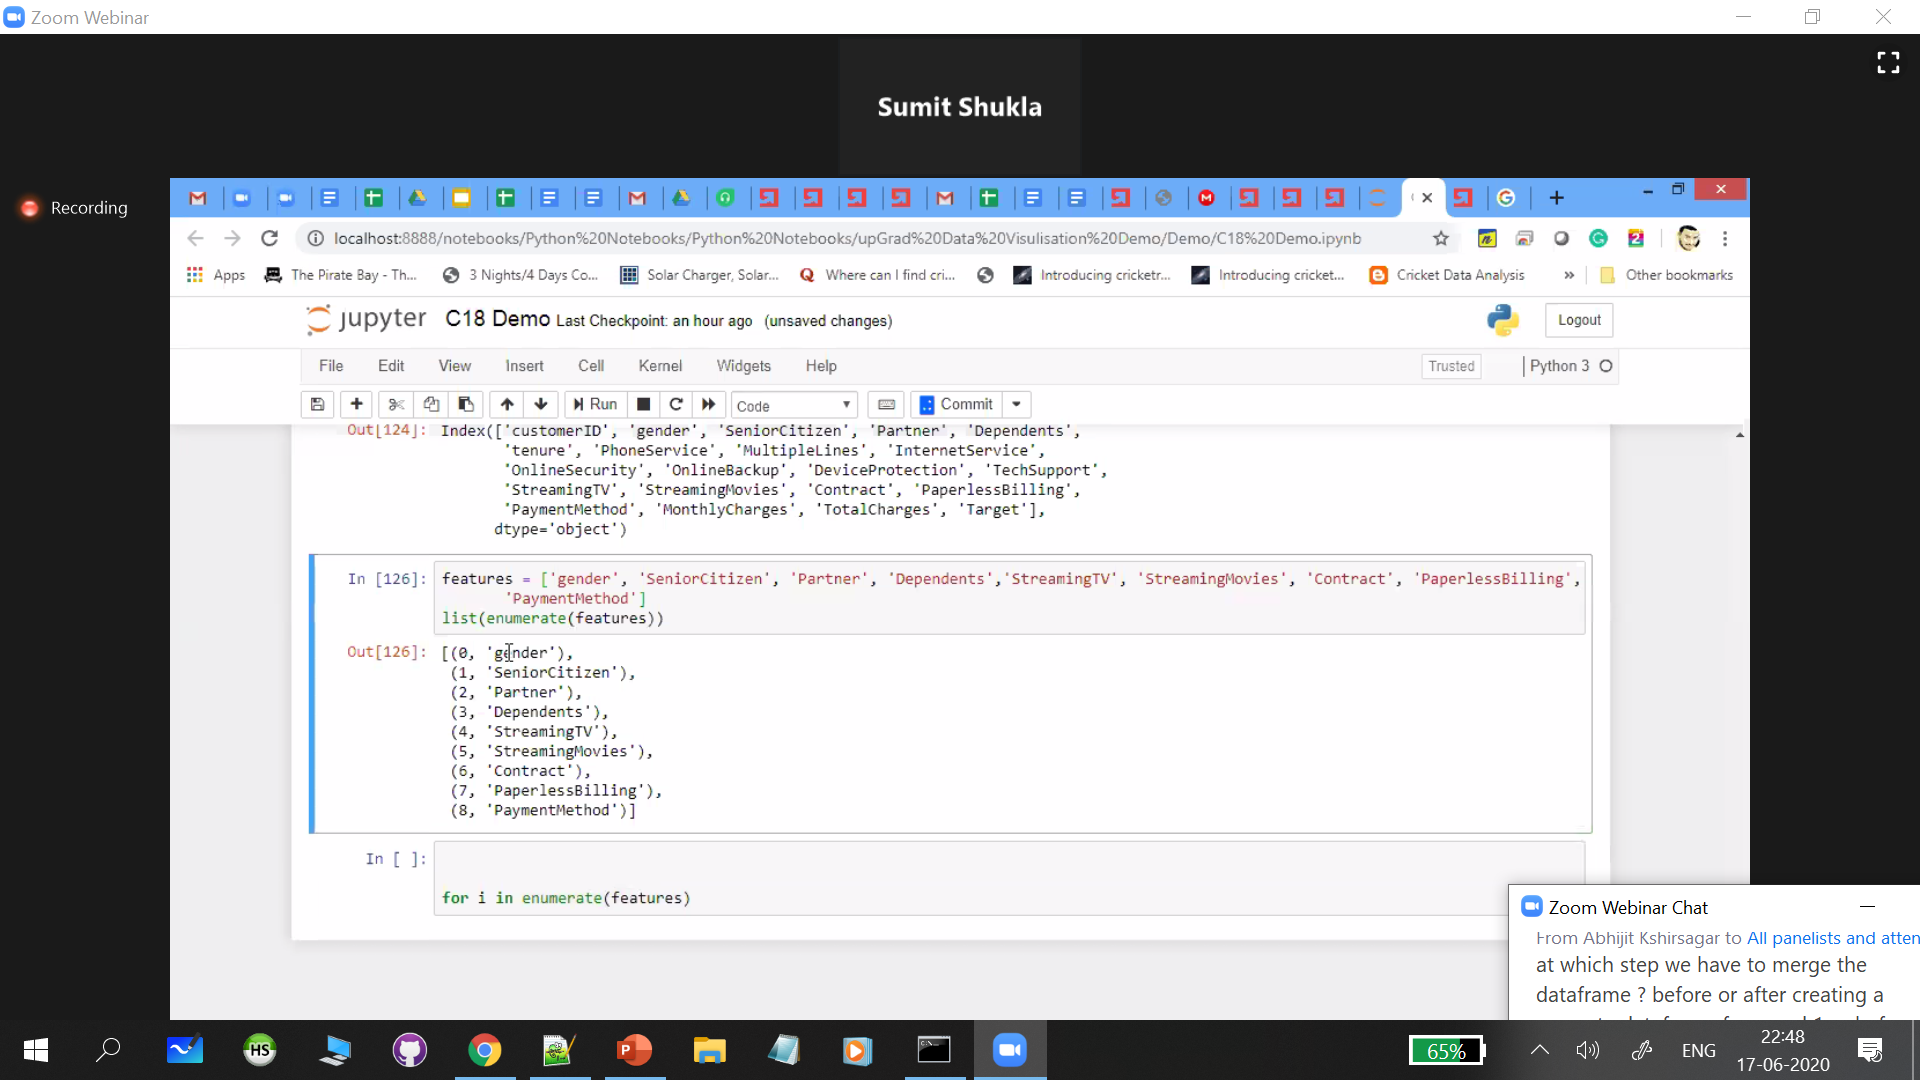 Zoom Webinar
Sumit Shukla
Recording
localhost:8888/notebooks/Python%20Notebooks/Python%20Notebooks/upGrad%20Data%20Visulisation%20Demo/Demo/C18%20Demo.ipynb
Apps The Pirate Bay - Th... 3 Nights/4 Days Co... Solar Charger, Solar... Where can I find cri... Introducing cricketr... Introducing cricket... Cricket Data Analysis » Other bookmarks
jupyter C18 Demo Last Checkpoint: an hour ago (unsaved changes) Logout
File Edit View Insert Cell Kernel Widgets Help Trusted Python 3
Run Code Commit
Out[124]: Index(['customerID', 'gender', 'SeniorCitizen', 'Partner', 'Dependents',
'tenure', 'PhoneService', 'MultipleLines', 'InternetService',
'OnlineSecurity', 'OnlineBackup', 'DeviceProtection', 'TechSupport',
'StreamingTV', 'StreamingMovies', 'Contract', 'PaperlessBilling',
'PaymentMethod', 'MonthlyCharges', 'TotalCharges', 'Target'],
dtype='object')
In [126]: features = ['gender', 'SeniorCitizen', 'Partner', 'Dependents','StreamingTV', 'StreamingMovies', 'Contract', 'PaperlessBilling',
'PaymentMethod']
list(enumerate(features))
Out[126]: [(0, 'gender'),
(1, 'SeniorCitizen'),
(2, 'Partner'),
(3, 'Dependents'),
(4, 'StreamingTV'),
(5, 'StreamingMovies'),
(6, 'Contract'),
(7, 'PaperlessBilling'),
(8, 'PaymentMethod')]
In [ ]:
for i in enumerate(features)
Zoom Webinar Chat
From Abhijit Kshirsagar to All panelists and atten
at which step we have to merge the
dataframe ? before or after creating a
HS
65%
ENG
22:48
17-06-2020